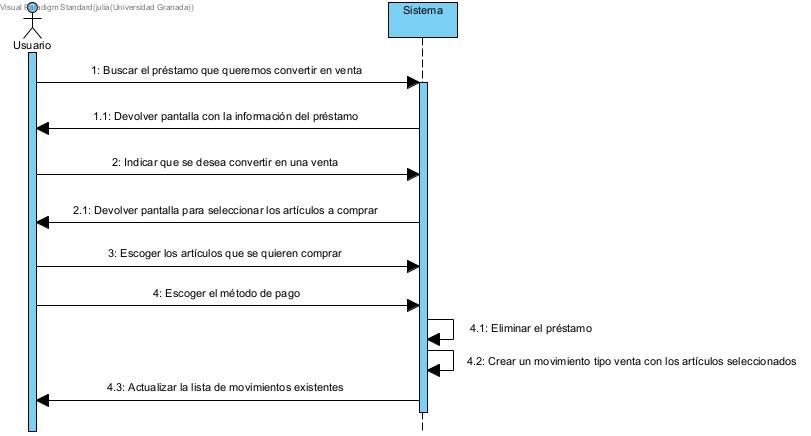 Visual Paradigm Standard(julia(Universidad Granada))
Sistema
Usuario
1: Buscar el préstamo que queremos convertir en venta
1.1: Devolver pantalla con la información del préstamo
2: Indicar que se desea convertir en una venta
2.1: Devolver pantalla para seleccionar los artículos a comprar
3: Escoger los artículos que se quieren comprar
4: Escoger el método de pago
4.1: Eliminar el préstamo
4.2: Crear un movimiento tipo venta con los artículos seleccionados
4.3: Actualizar la lista de movimientos existentes